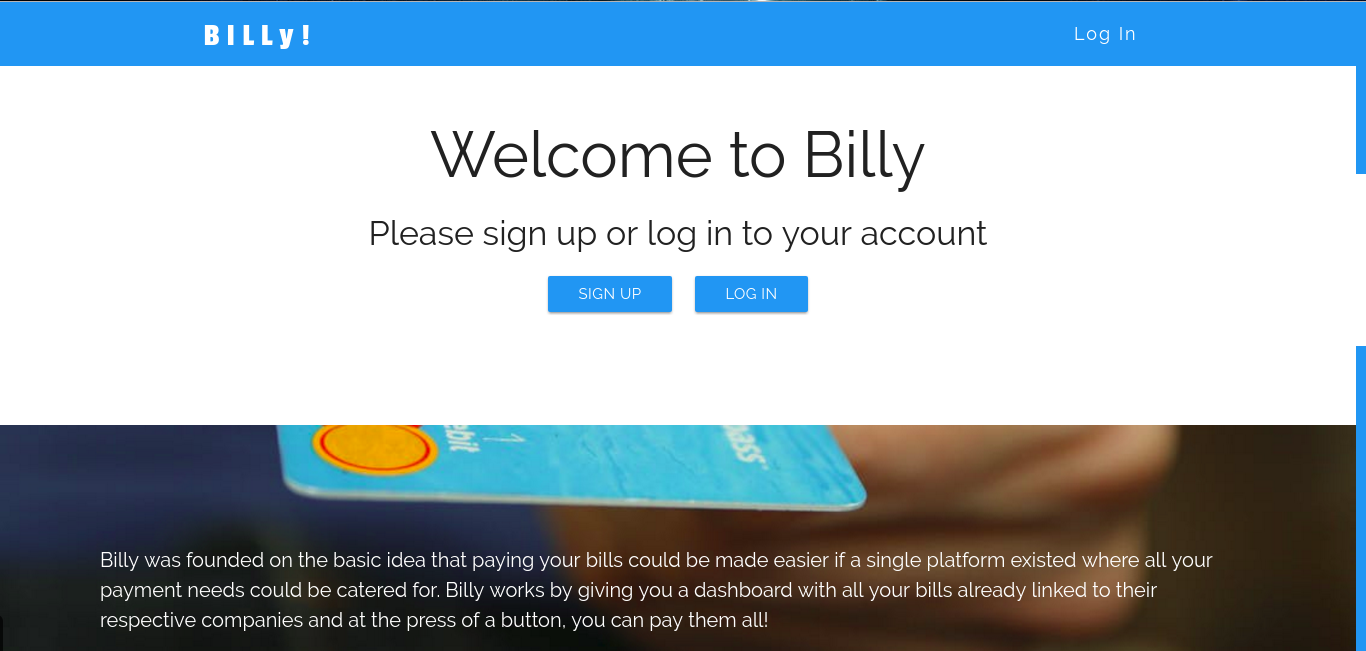 BILLy!
Log In
Welcome to Billy
Please sign up or log in to your account
SIGN UP
LOG IN
ebit
pass
Billy was founded on the basic idea that paying your bills could be made easier if a single platform existed where all your
payment needs could be catered for. Billy works by giving you a dashboard with all your bills already linked to their
respective companies and at the press of a button, you can pay them all!